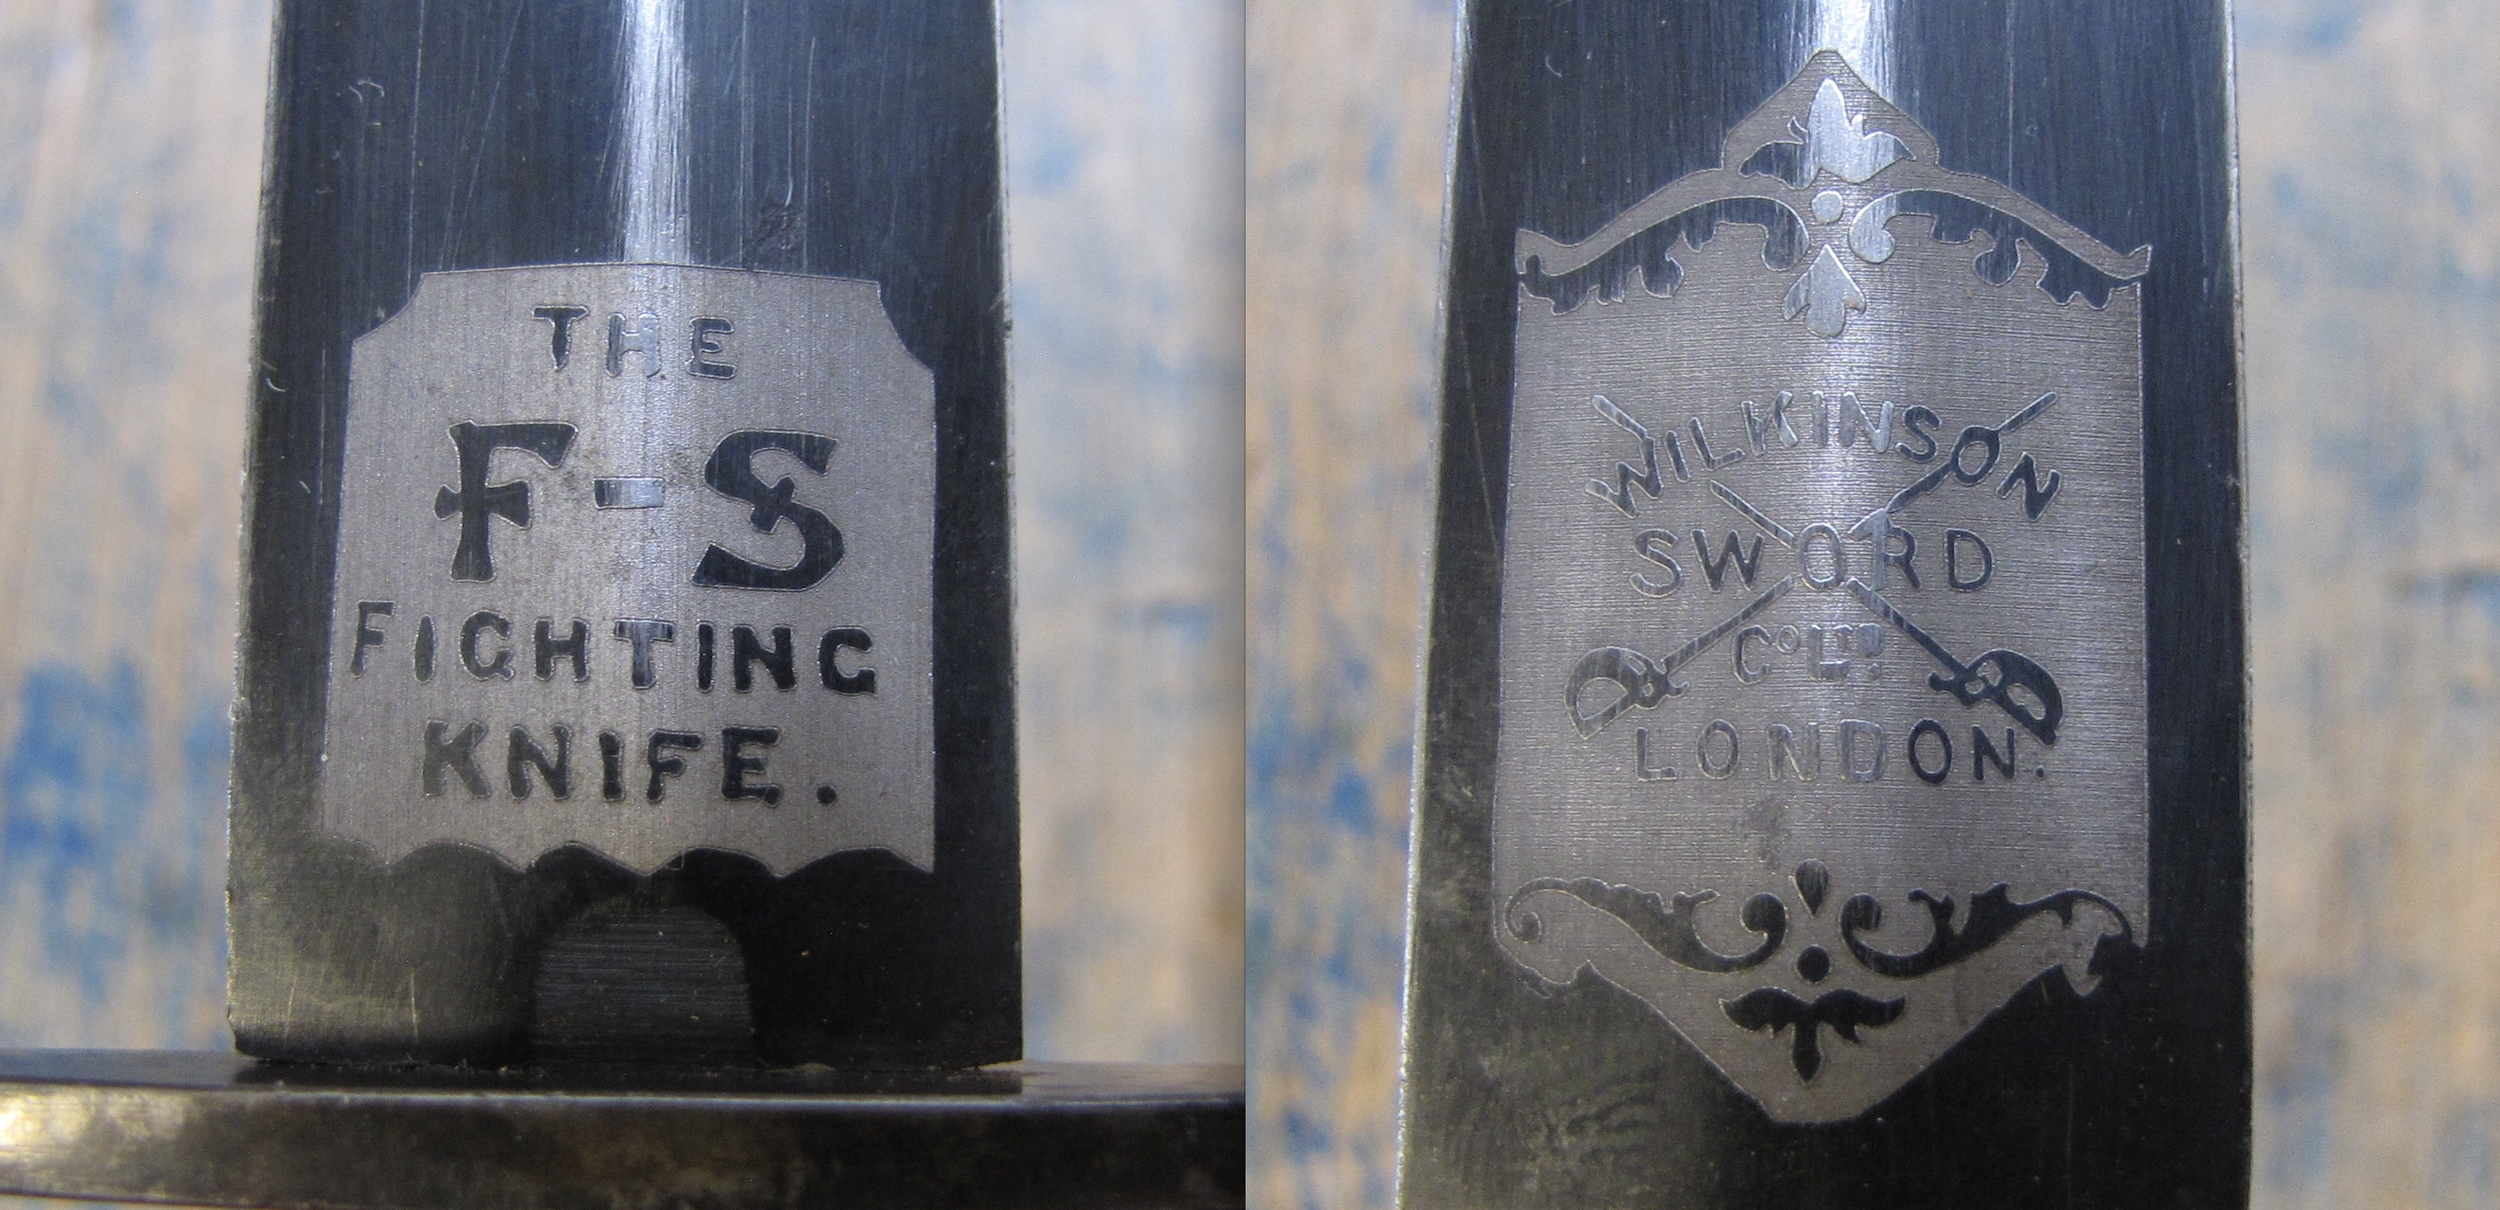 THE
F-S
FIGHTING
KNIFE.
WILKINSON
SWORD
Cº LTD
LONDON.